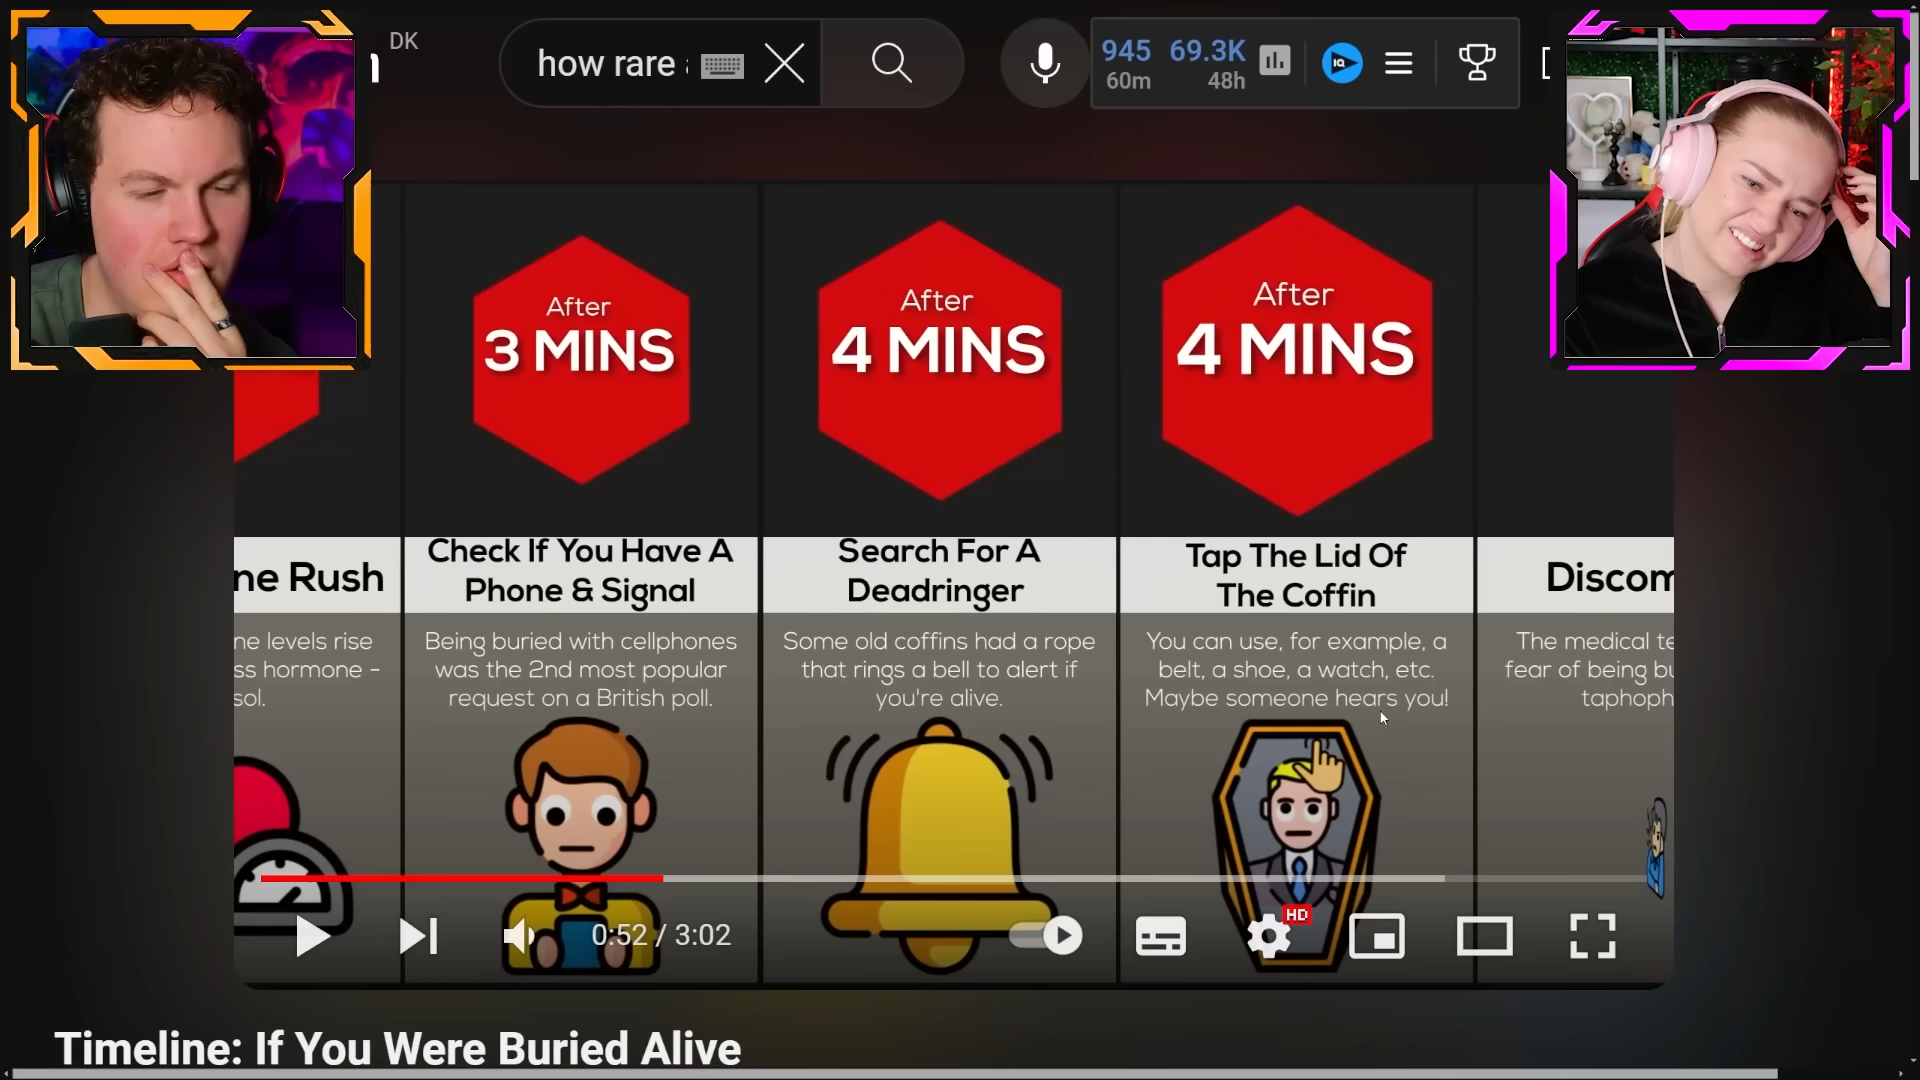 DK
how rare
945 69.3K
60m 48h
IQ
After
3 MINS
After
4 MINS
After
4 MINS
ne Rush
Check If You Have A
Phone & Signal
Search For A
Deadringer
Tap The Lid Of
The Coffin
Discom
ne levels rise
ss hormone -
sol.
Being buried with cellphones
was the 2nd most popular
request on a British poll.
Some old coffins had a rope
that rings a bell to alert if
you're alive.
You can use, for example, a
belt, a shoe, a watch, etc.
Maybe someone hears you!
The medical te
fear of being bu
taphoph
0:52 / 3:02
HD
Timeline: If You Were Buried Alive